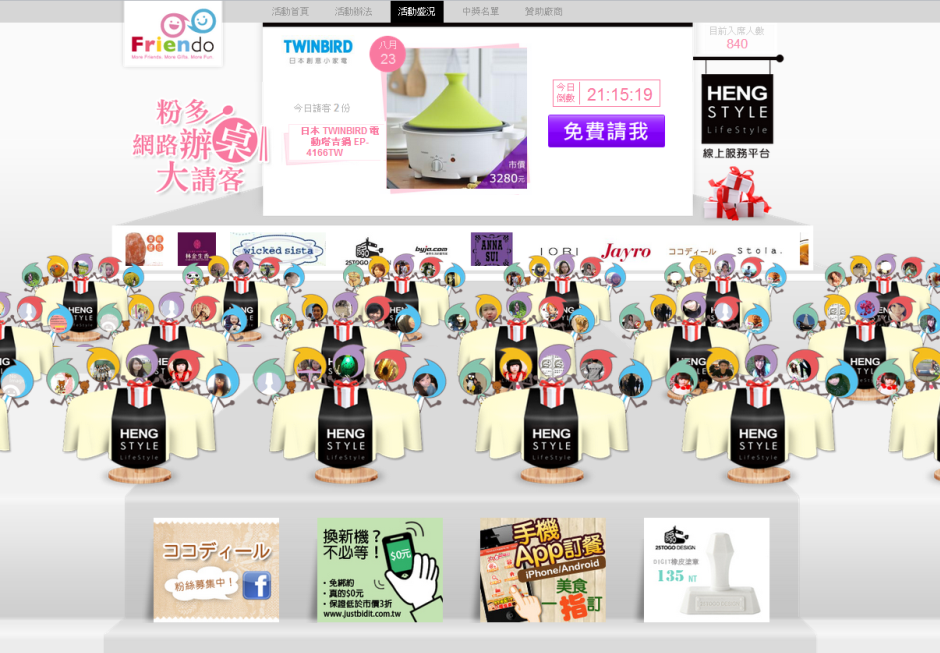 活動首頁 活動辦法 活動盛況 中獎名單 贊助廠商
Friendo
More Friends. More Gifts. More Fun
粉多
網路辦桌
大請客
TWINBIRD
日本創意小家電
八月
23
今日請客 2 份
日本 TWINBIRD 電
動塔吉鍋 EP-
4166TW
市價
3280元
今日
倒數
21:15:19
免費請我
目前入席人數
840
HENG
STYLE
LifeStyle
線上服務平台
wicked sista
25TOGO
byjo.com
ANNA
SUI
IORI
Jayro
ココディール
Stola.
HENG
STYLE
LifeStyle
HENG
STYLE
LifeStyle
HENG
STYLE
LifeStyle
HENG
STYLE
LifeStyle
ココディール
粉絲募集中！
f
換新機？
不必等！
$0元
• 免綁約
• 真的$0元
• 保證低於市價3折
www.justbidit.com.tw
手機
App訂餐
iPhone/Android
美食
一指訂
25TOGO DESIGN
DIGIT橡皮塗章
135 NT